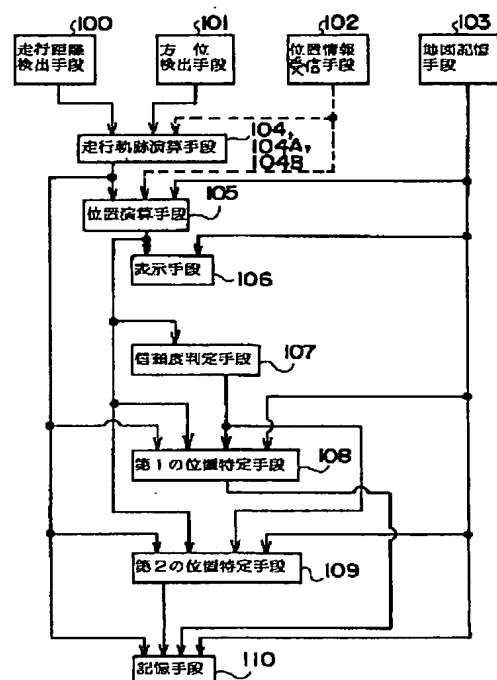 100
101
102
103
走行距離
検出手段
方位
検出手段
位置情報
受信手段
地図記憶
手段
走行軌跡演算手段
104,
104A,
104B
位置演算手段
105
表示手段
106
信頼度判定手段
107
第1の位置特定手段
108
第2の位置特定手段
109
記憶手段
110